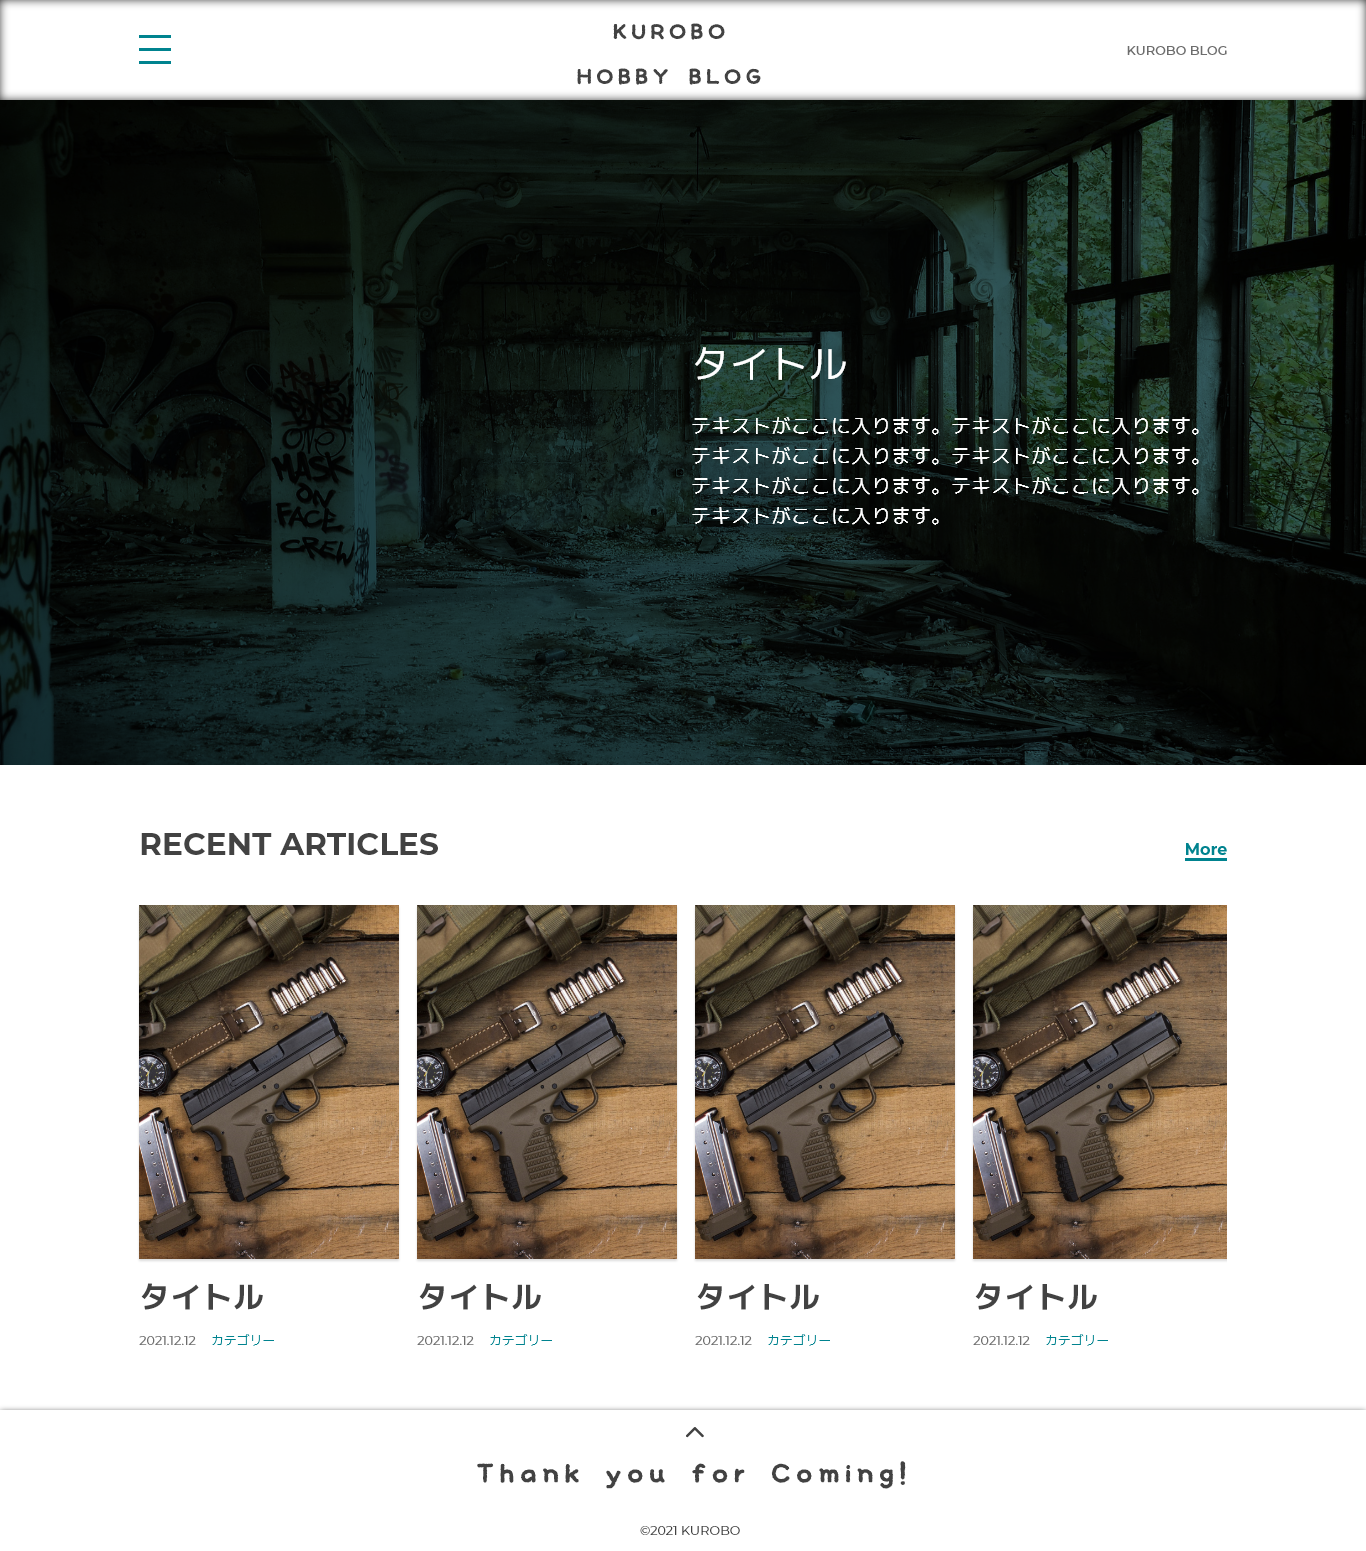 KUROBO
HOBBY BLOG
KUROBO BLOG
タイトル
テキストがここに入ります。テキストがここに入ります。
テキストがここに入ります。テキストがここに入ります。
テキストがここに入ります。テキストがここに入ります。
テキストがここに入ります。
MASK
ON
FACE
CREW
RECENT ARTICLES
More
タイトル
2021.12.12 カテゴリー
タイトル
2021.12.12 カテゴリー
タイトル
2021.12.12 カテゴリー
タイトル
2021.12.12 カテゴリー
Thank you for Coming!
©2021 KUROBO